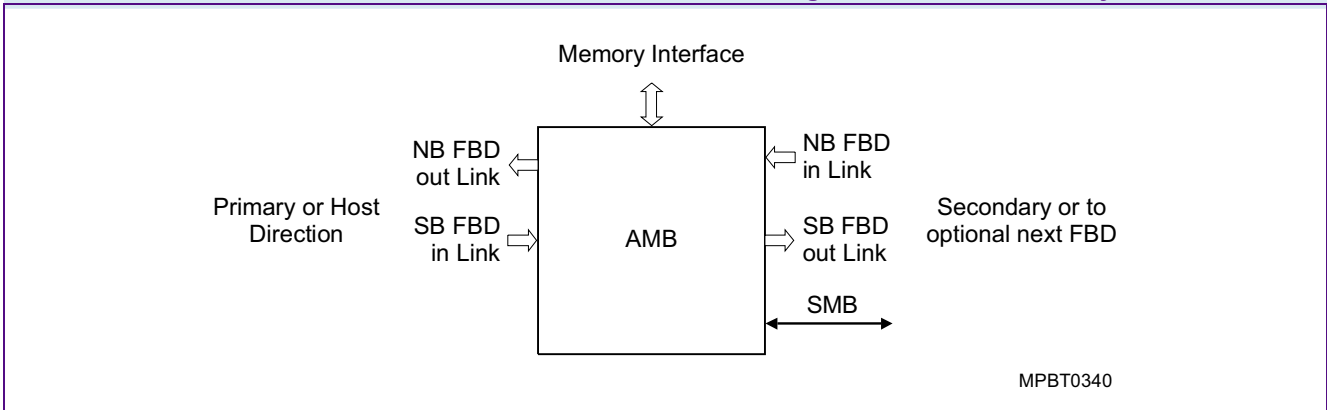 Memory Interface
NB FBD
out Link
NB FBD
in Link
Primary or Host
Direction
SB FBD
in Link
AMB
SB FBD
out Link
Secondary or to
optional next FBD
SMB
MPBT0340